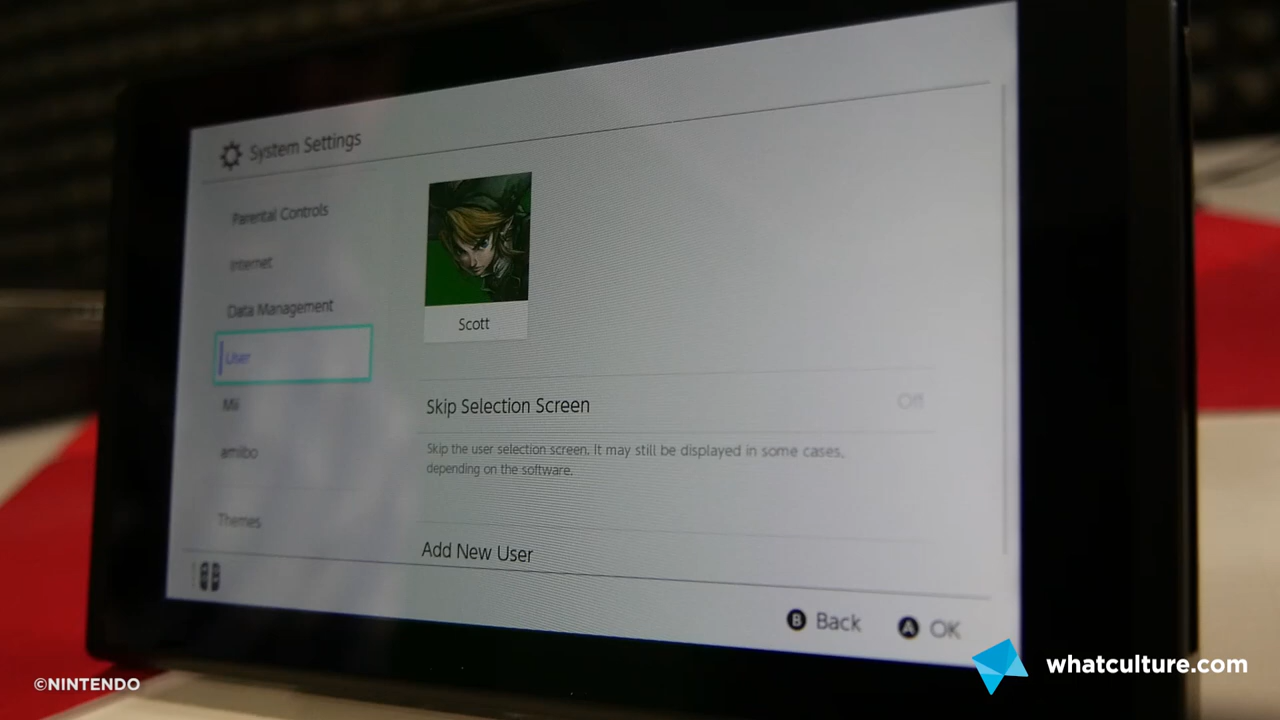 System Settings
Parental Controls
Internet
Data Management
User
Mii
amiibo
Themes
Scott
Skip Selection Screen
Off
Skip the user selection screen. It may still be displayed in some cases,
depending on the software.
Add New User
B Back
A OK
©NINTENDO
whatculture.com